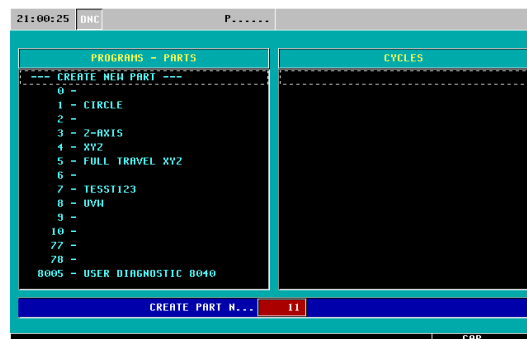 21:00:25 DNC P......
PROGRAMS - PARTS CYCLES
--- CREATE NEW PART ---
0 -
1 - CIRCLE
2 -
3 - Z-AXIS
4 - XYZ
5 - FULL TRAVEL XYZ
6 -
7 - TESST123
8 - UVW
9 -
10 -
77 -
78 -
8005 - USER DIAGNOSTIC 8040
CREATE PART N... 11
CAP